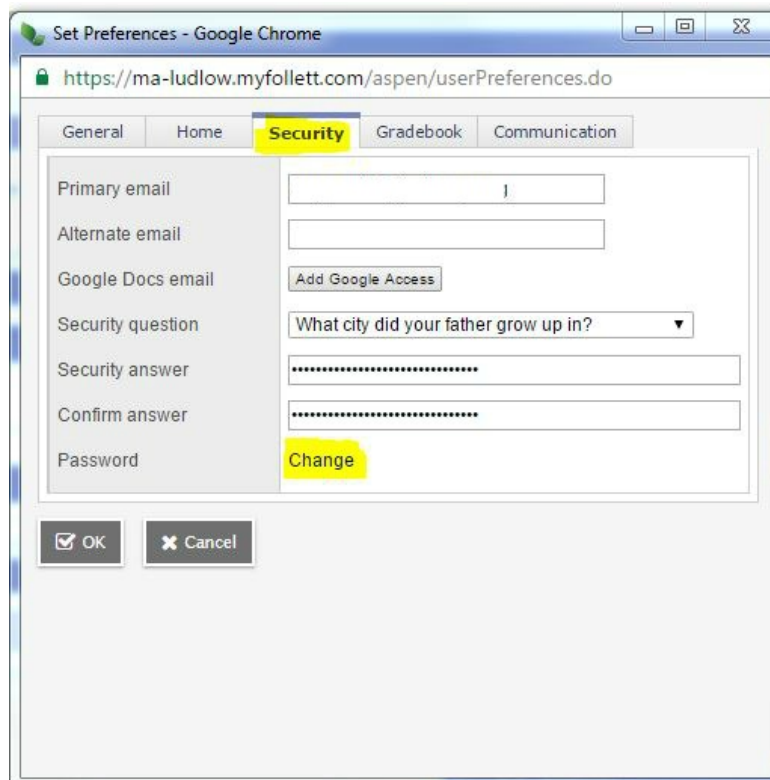 Set Preferences - Google Chrome
https://ma-ludlow.myfollett.com/aspen/userPreferences.do
General Home Security Gradebook Communication
Primary email
Alternate email
Google Docs email Add Google Access
Security question What city did your father grow up in?
Security answer ••••••••••••••••••••••••••••••••
Confirm answer ••••••••••••••••••••••••••••••••
Password Change
OK Cancel